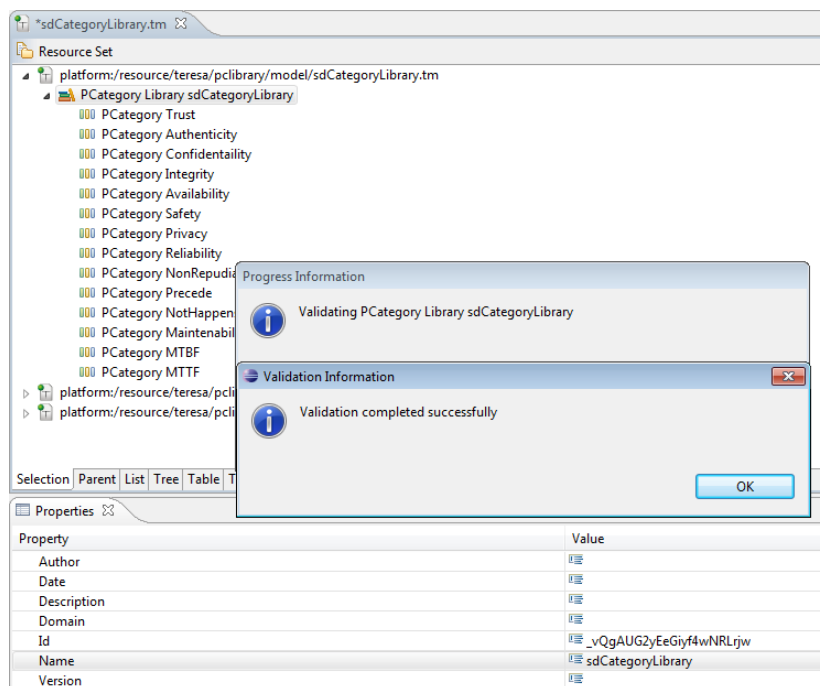 *sdCategoryLibrary.tm
Resource Set
platform:/resource/teresa/pclibrary/model/sdCategoryLibrary.tm
PCategory Library sdCategoryLibrary
PCategory Trust
PCategory Authenticity
PCategory Confidentaility
PCategory Integrity
PCategory Availability
PCategory Safety
PCategory Privacy
PCategory Reliability
PCategory NonRepudia
PCategory Precede
PCategory NotHappen
PCategory Maintenabil
PCategory MTBF
PCategory MTTF
platform:/resource/teresa/pcli
platform:/resource/teresa/pcli
Progress Information
Validating PCategory Library sdCategoryLibrary
Validation Information
Validation completed successfully
OK
Selection Parent List Tree Table T
Properties
Property Value
Author
Date
Description
Domain
Id _vQgAUG2yEeGiyf4wNRLrjw
Name sdCategoryLibrary
Version